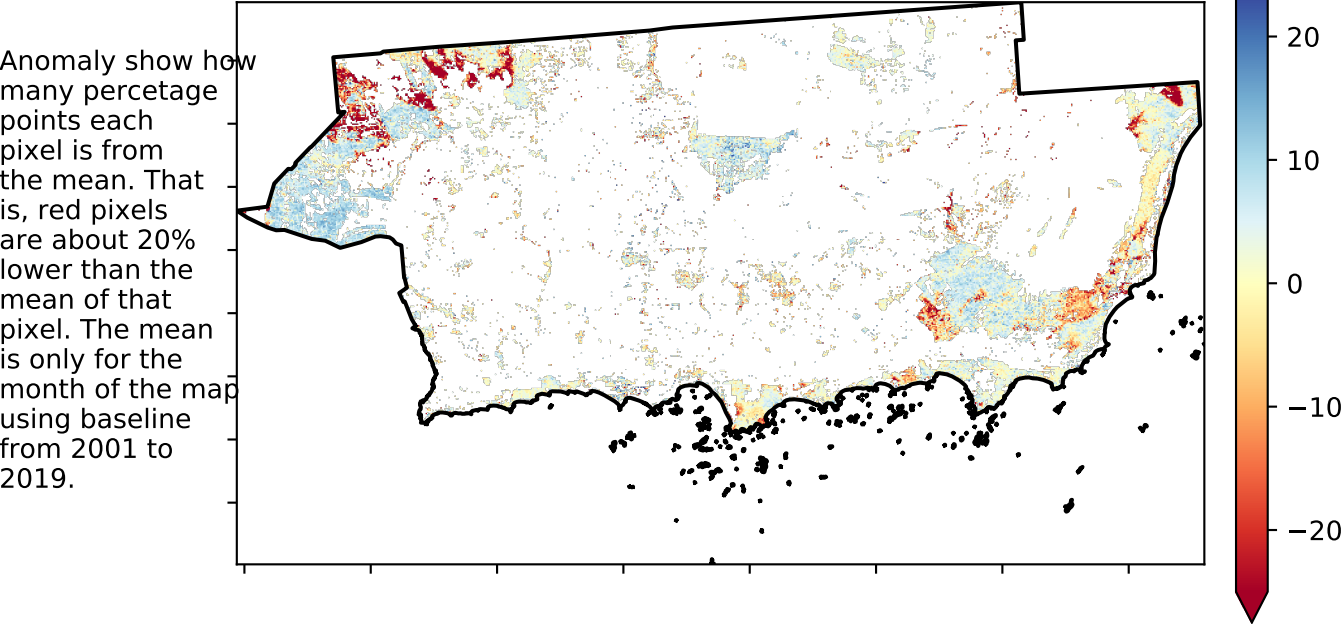 Anomaly show how
many percetage
points each
pixel is from
the mean. That
is, red pixels
are about 20%
lower than the
mean of that
pixel. The mean
is only for the
month of the map
using baseline
from 2001 to
2019.
20
10
0
−10
−20